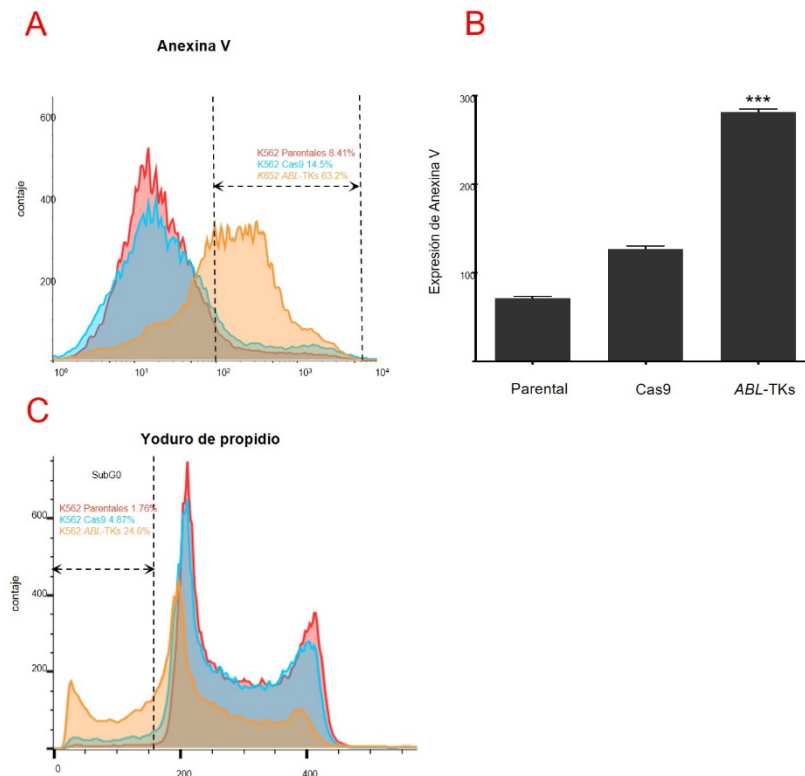 A
Anexina V
600
400
200
contaje
K562 Parentales 8.41%
K562 Cas9 14.5%
K652 ABL-TKs 63.2%
10⁰
10¹
10²
10³
10⁴
B
Expresión de Anexina V
300
200
100
0
***
Parental
Cas9
ABL-TKs
C
Yoduro de propidio
SubG0
K562 Parentales 1.76%
K562 Cas9 4.87%
K562 ABL-TKs 24.6%
600
400
200
0
contaje
0
200
400